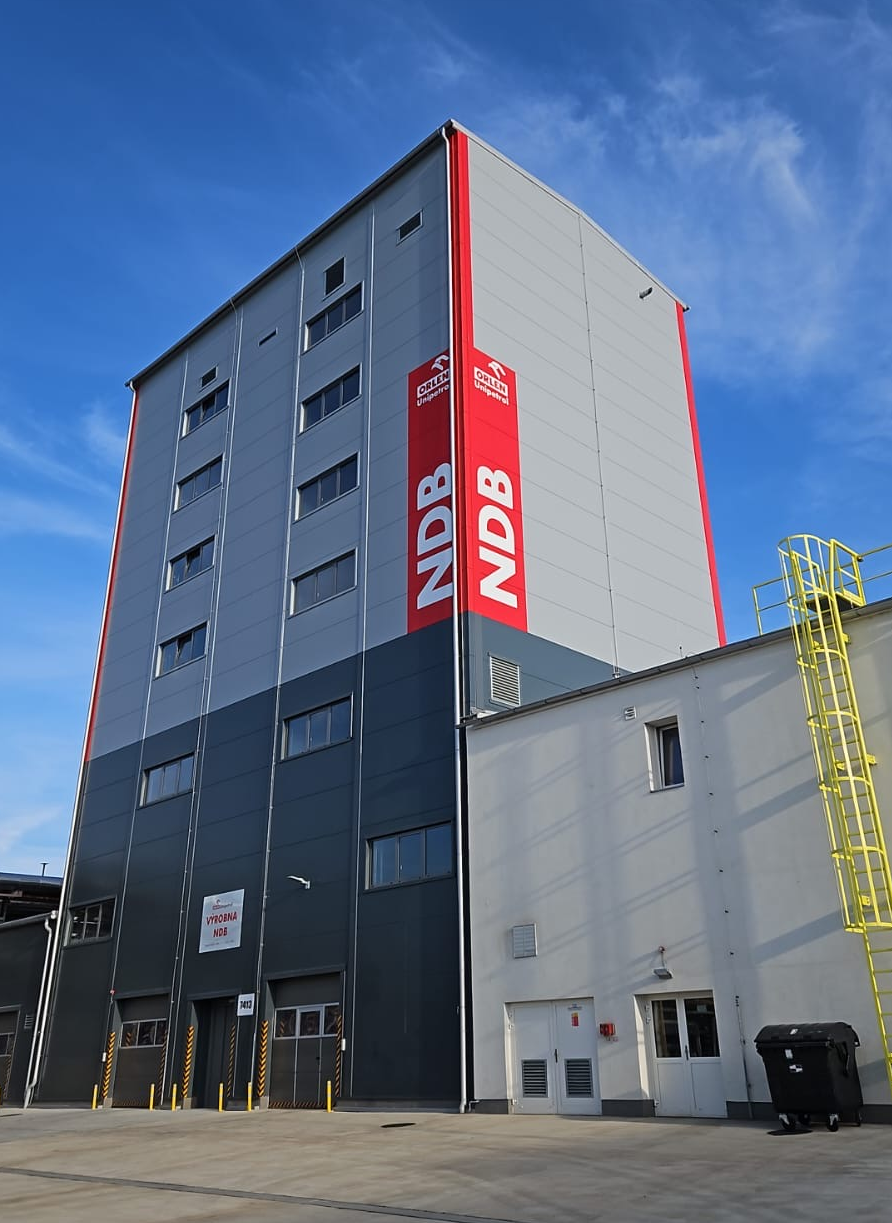 ORLEN
Unipetrol
NDB
ORLEN
Unipetrol
NDB
VÝROBNA
NDB
7413